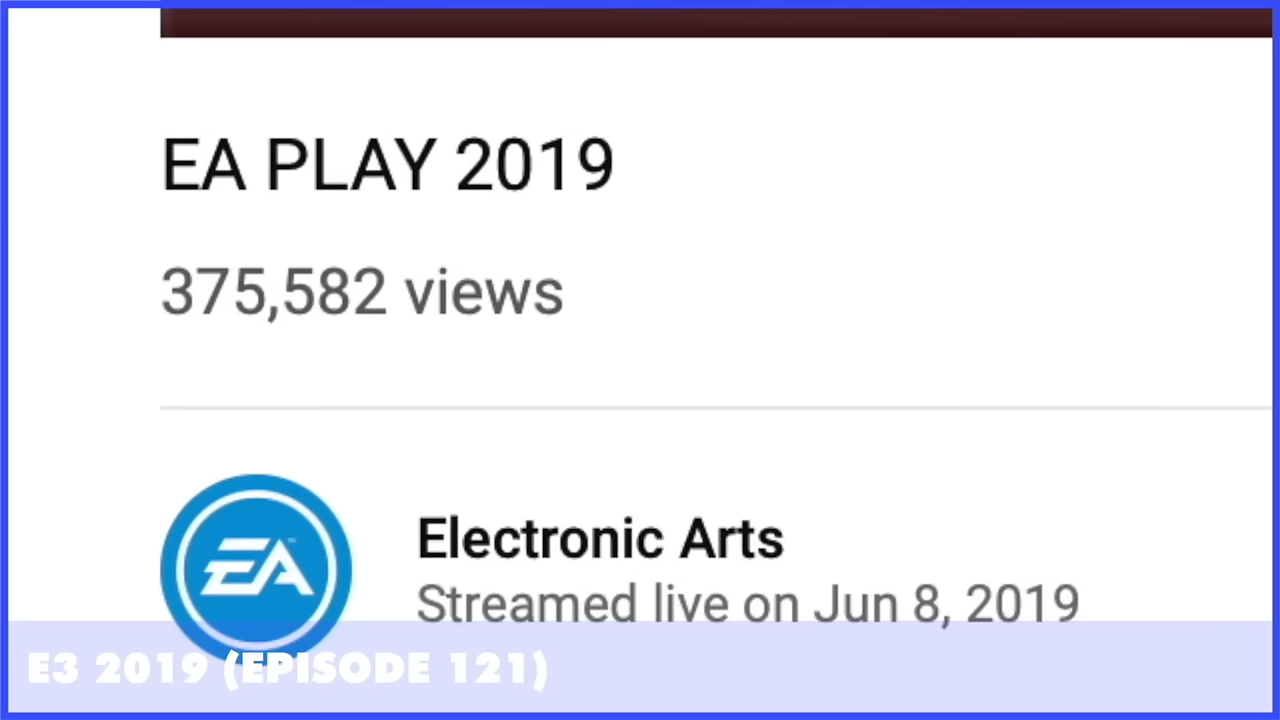 EA PLAY 2019
375,582 views
EA
Electronic Arts
Streamed live on Jun 8, 2019
E3 2019 (EPISODE 121)